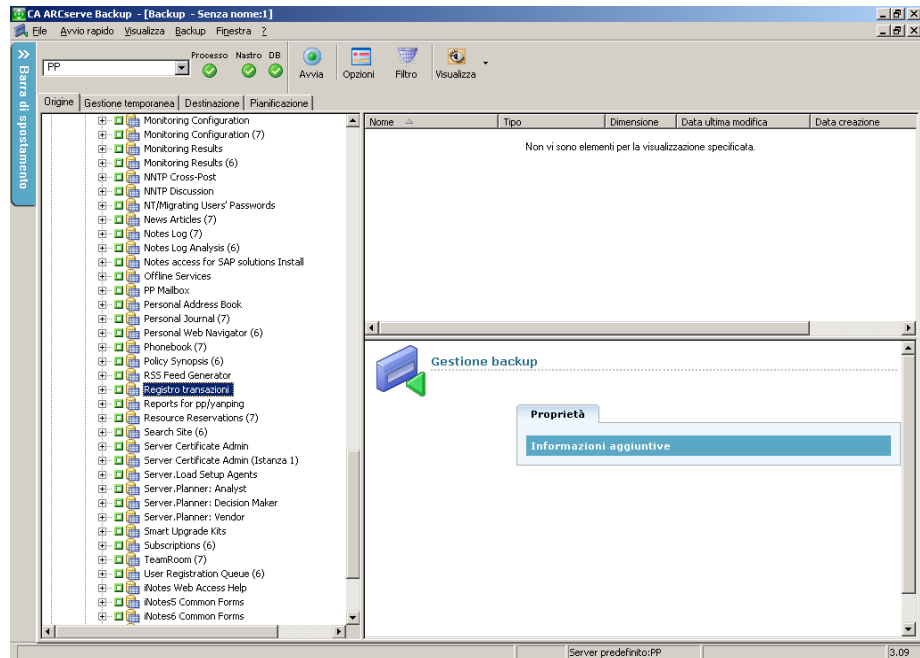 CA ARCserve Backup - [Backup - Senza nome:1]
File Avvio rapido Visualizza Backup Finestra ?
Barra di spostamento
PP
Processo Nastro DB
Avvia Opzioni Filtro Visualizza
Origine Gestione temporanea Destinazione Pianificazione
Monitoring Configuration
Monitoring Configuration (7)
Monitoring Results
Monitoring Results (6)
NNTP Cross-Post
NNTP Discussion
NT/Migrating Users' Passwords
News Articles (7)
Notes Log (7)
Notes Log Analysis (6)
Notes access for SAP solutions Install
Offline Services
PP Mailbox
Personal Address Book
Personal Journal (7)
Personal Web Navigator (6)
Phonebook (7)
Policy Synopsis (6)
RSS Feed Generator
Registro transazioni
Reports for pp/yanping
Resource Reservations (7)
Search Site (6)
Server Certificate Admin
Server Certificate Admin (Istanza 1)
Server.Load Setup Agents
Server.Planner: Analyst
Server.Planner: Decision Maker
Server.Planner: Vendor
Smart Upgrade Kits
Subscriptions (6)
TeamRoom (7)
User Registration Queue (6)
iNotes Web Access Help
iNotes5 Common Forms
iNotes6 Common Forms
Nome Tipo Dimensione Data ultima modifica Data creazione
Non vi sono elementi per la visualizzazione specificata.
Gestione backup
Proprietà
Informazioni aggiuntive
Server predefinito:PP
3.09